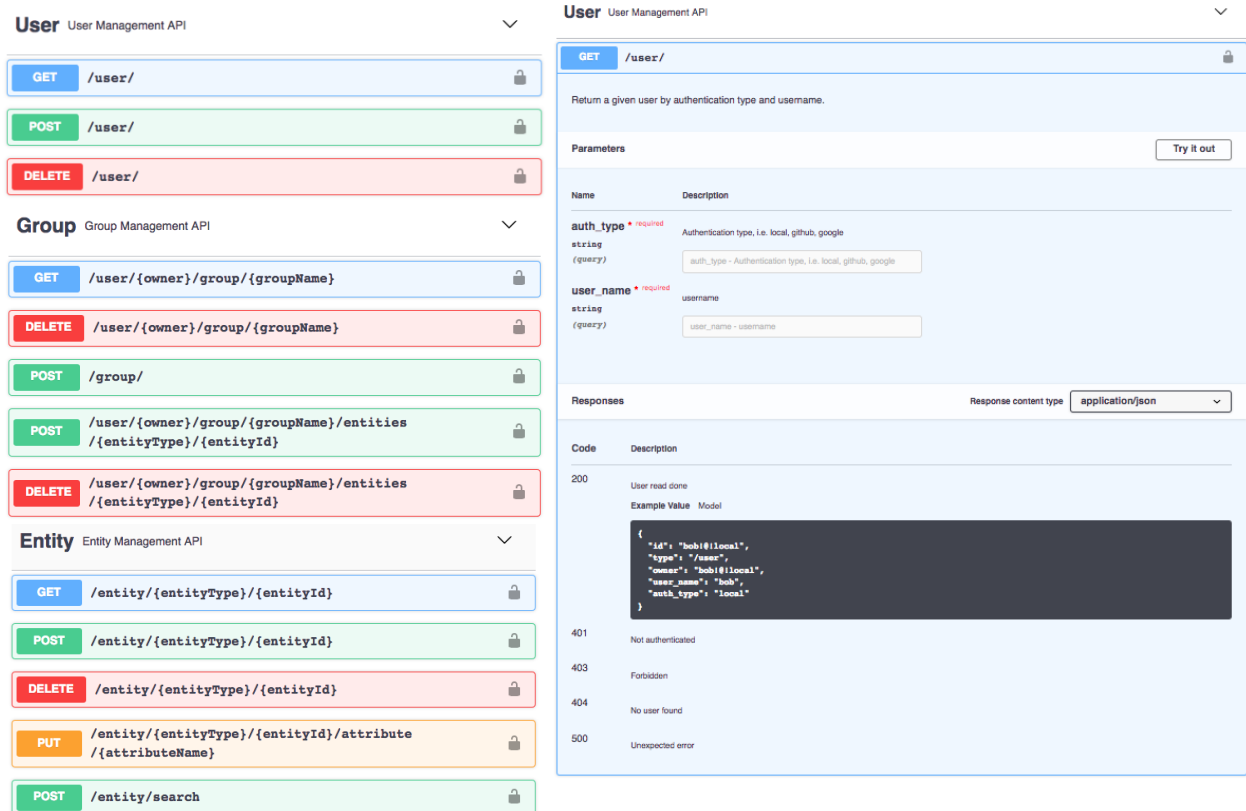 User User Management API
GET /user/
POST /user/
DELETE /user/
Group Group Management API
GET /user/{owner}/group/{groupName}
DELETE /user/{owner}/group/{groupName}
POST /group/
POST /user/{owner}/group/{groupName}/entities
/{entityType}/{entityId}
DELETE /user/{owner}/group/{groupName}/entities
/{entityType}/{entityId}
Entity Entity Management API
GET /entity/{entityType}/{entityId}
POST /entity/{entityType}/{entityId}
DELETE /entity/{entityType}/{entityId}
PUT /entity/{entityType}/{entityId}/attribute
/{attributeName}
POST /entity/search
User User Management API
GET /user/
Return a given user by authentication type and username.
Parameters Try it out
Name Description
auth_type * required
Authentication type, i.e. local, github, google
string
(query) auth_type - Authentication type, i.e. local, github, google
user_name * required
username
string
(query) user_name - username
Responses Response content type application/json
Code Description
200
User read done
Example Value Model
{
"id": "bob!@!local",
"type": "/user",
"owner": "bob!@!local",
"user_name": "bob",
"auth_type": "local"
}
401
Not authenticated
403
Forbidden
404
No user found
500
Unexpected error